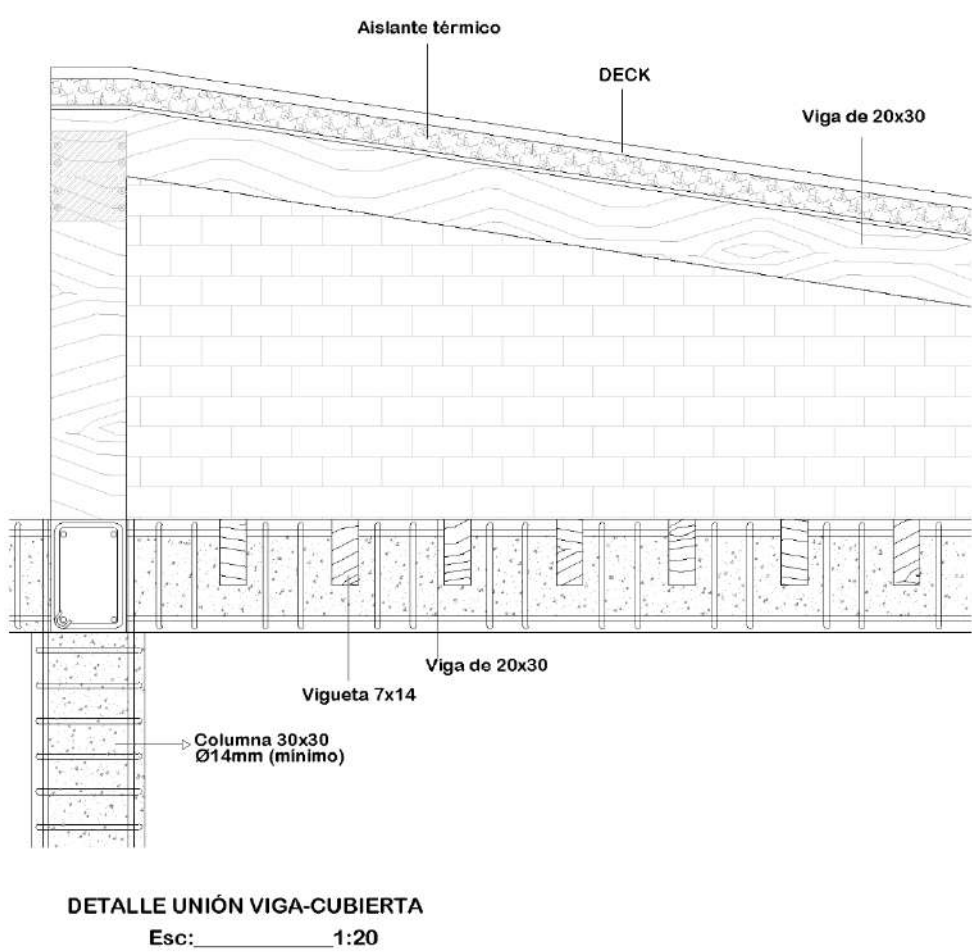 Aislante térmico
DECK
Viga de 20x30
Viga de 20x30
Vigueta 7x14
Columna 30x30
Ø14mm (mínimo)
DETALLE UNIÓN VIGA-CUBIERTA
Esc:____________1:20